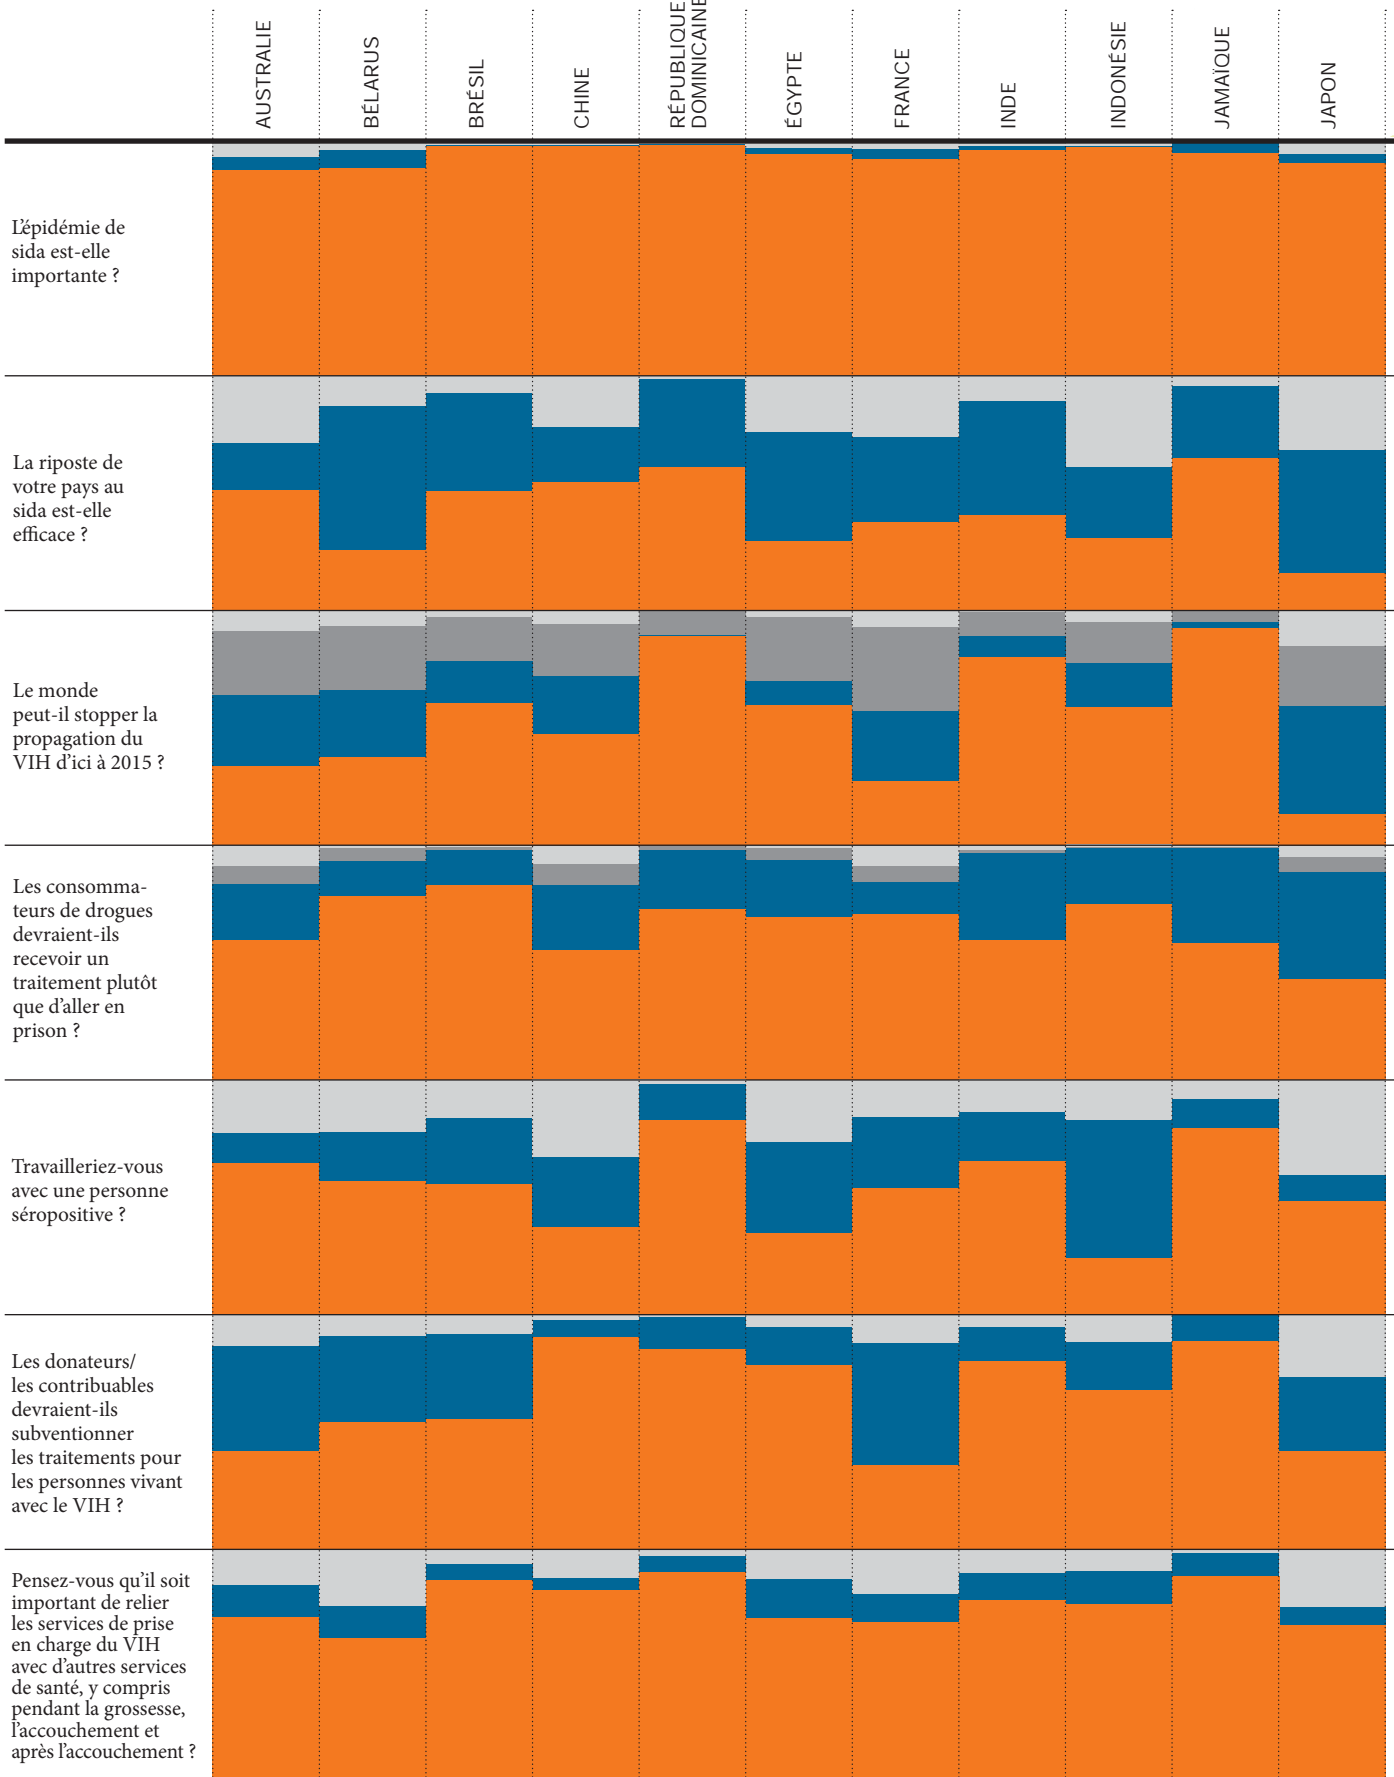 AUSTRALIE
BÉLARUS
BRÉSIL
CHINE
RÉPUBLIQUE
DOMINICAINE
ÉGYPTE
FRANCE
INDE
INDONÉSIE
JAMAÏQUE
JAPON
L'épidémie de
sida est-elle
importante ?
La riposte de
votre pays au
sida est-elle
efficace ?
Le monde
peut-il stopper la
propagation du
VIH d'ici à 2015 ?
Les consomma-
teurs de drogues
devraient-ils
recevoir un
traitement plutôt
que d'aller en
prison ?
Travailleriez-vous
avec une personne
séropositive ?
Les donateurs/
les contribuables
devraient-ils
subventionner
les traitements pour
les personnes vivant
avec le VIH ?
Pensez-vous qu'il soit
important de relier
les services de prise
en charge du VIH
avec d'autres services
de santé, y compris
pendant la grossesse,
l'accouchement et
après l'accouchement ?